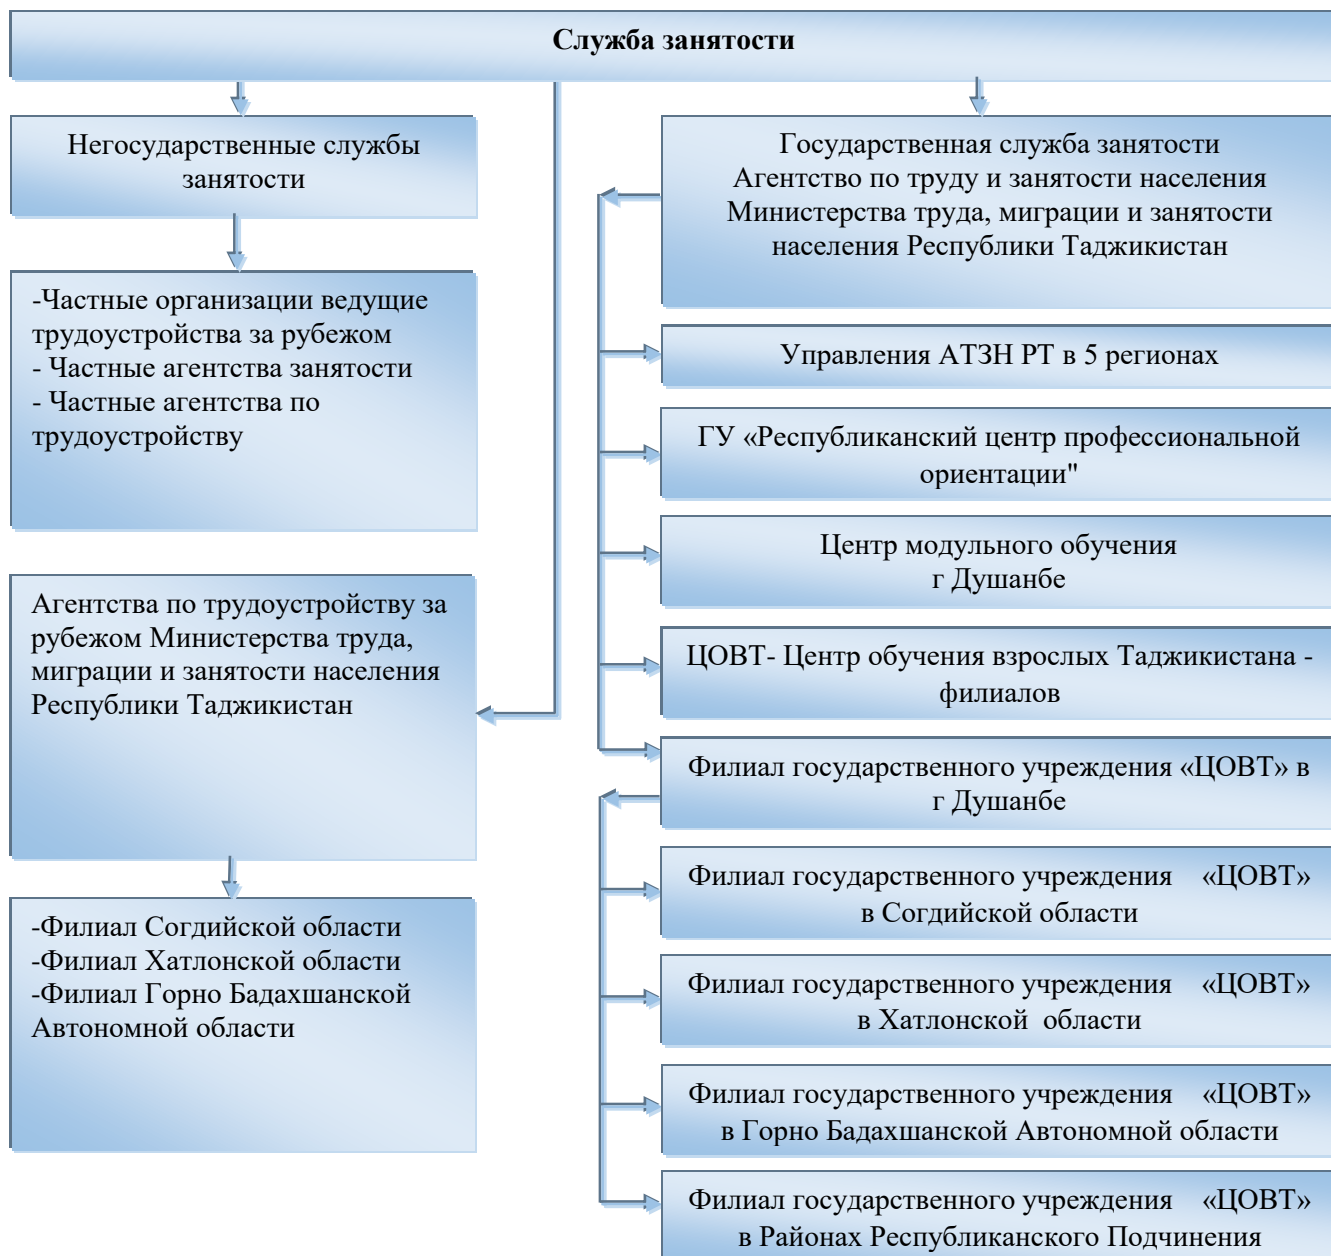 Служба занятости
Негосударственные службы
занятости
-Частные организации ведущие
трудоустройства за рубежом
- Частные агентства занятости
- Частные агентства по
трудоустройству
Агентства по трудоустройству за
рубежом Министерства труда,
миграции и занятости населения
Республики Таджикистан
-Филиал Согдийской области
-Филиал Хатлонской области
-Филиал Горно Бадахшанской
Автономной области
Государственная служба занятости
Агентство по труду и занятости населения
Министерства труда, миграции и занятости
населения Республики Таджикистан
Управления АТЗН РТ в 5 регионах
ГУ «Республиканский центр профессиональной
ориентации"
Центр модульного обучения
г Душанбе
ЦОВТ- Центр обучения взрослых Таджикистана -
филиалов
Филиал государственного учреждения «ЦОВТ» в
г Душанбе
Филиал государственного учреждения «ЦОВТ»
в Согдийской области
Филиал государственного учреждения «ЦОВТ»
в Хатлонской области
Филиал государственного учреждения «ЦОВТ»
в Горно Бадахшанской Автономной области
Филиал государственного учреждения «ЦОВТ»
в Районах Республиканского Подчинения